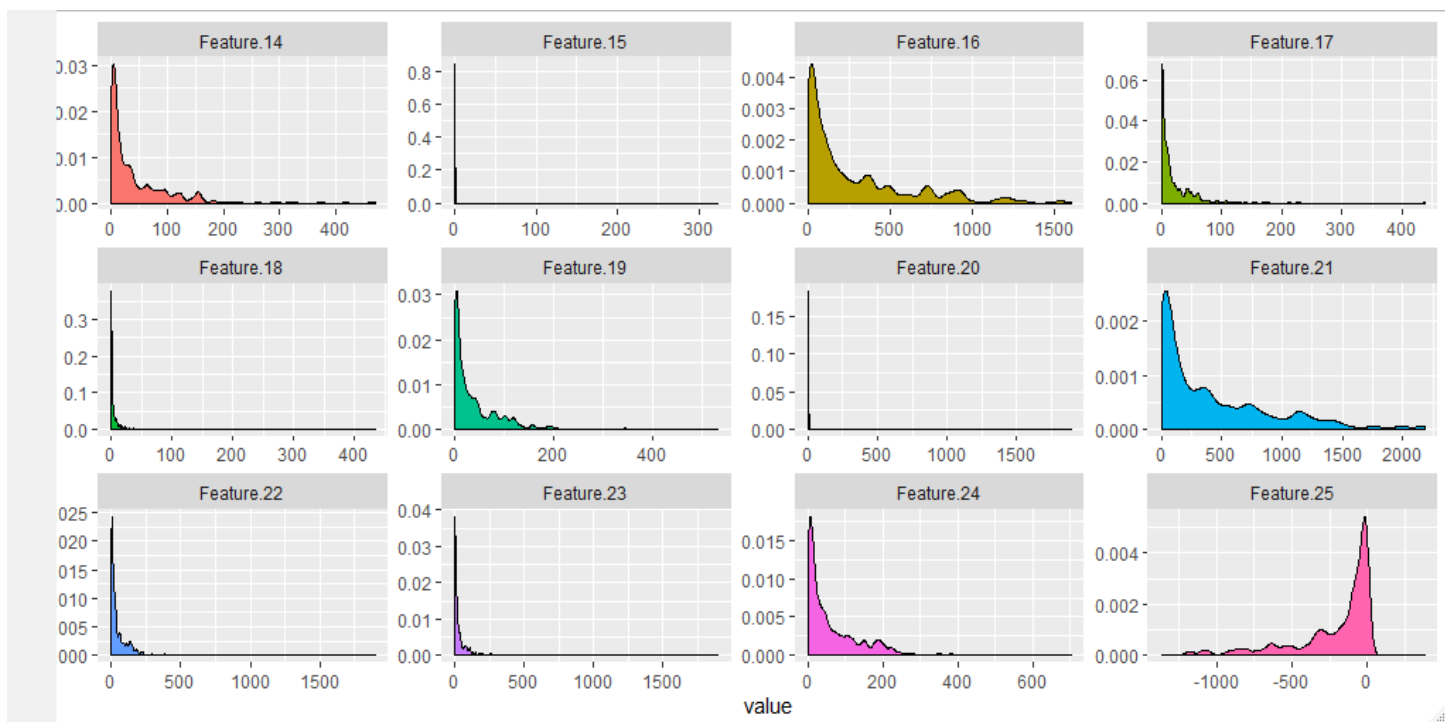 Feature.14 Feature.15 Feature.16 Feature.17
0.03 0.02 0.01 0.00
0.8 0.6 0.4 0.2 0.0
0.004 0.003 0.002 0.001 0.000
0.06 0.04 0.02 0.00
0 100 200 300 400
0 100 200 300
0 500 1000 1500
0 100 200 300 400
Feature.18 Feature.19 Feature.20 Feature.21
0.3 0.2 0.1 0.0
0.03 0.02 0.01 0.00
0.15 0.10 0.05 0.00
0.002 0.001 0.000
0 100 200 300 400
0 200 400
0 500 1000 1500
0 500 1000 1500 2000
Feature.22 Feature.23 Feature.24 Feature.25
025 020 015 010 005 000
0.04 0.03 0.02 0.01 0.00
0.015 0.010 0.005 0.000
0.004 0.002 0.000
0 500 1000 1500
0 500 1000 1500
0 200 400 600
-1000 -500 0
value